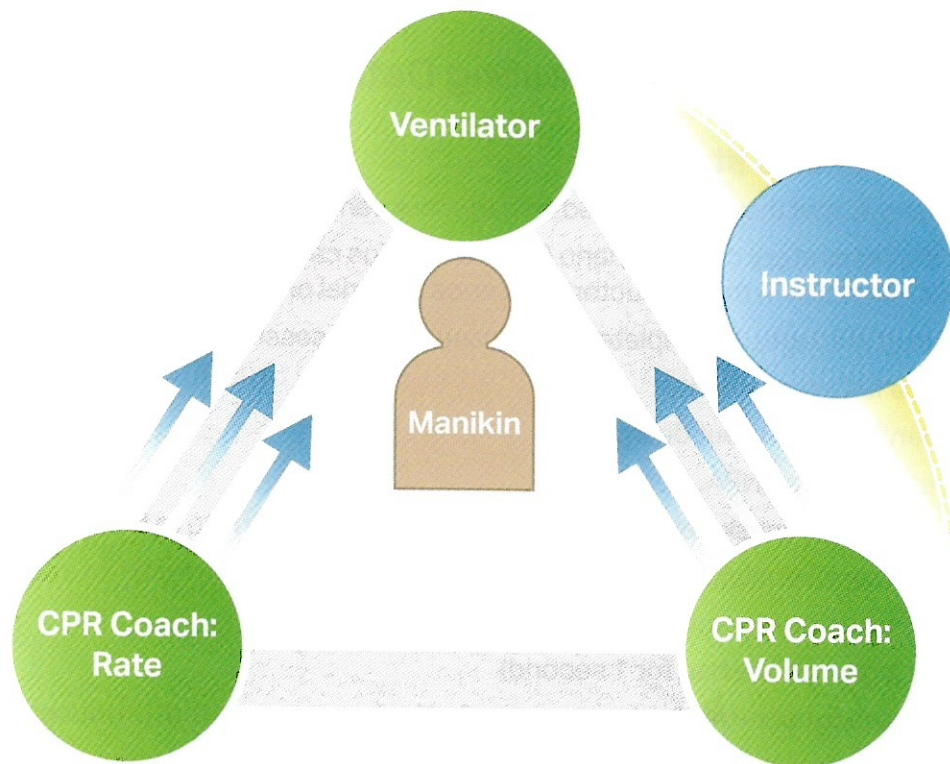 Ventilator
Instructor
Manikin
CPR Coach:
Rate
CPR Coach:
Volume